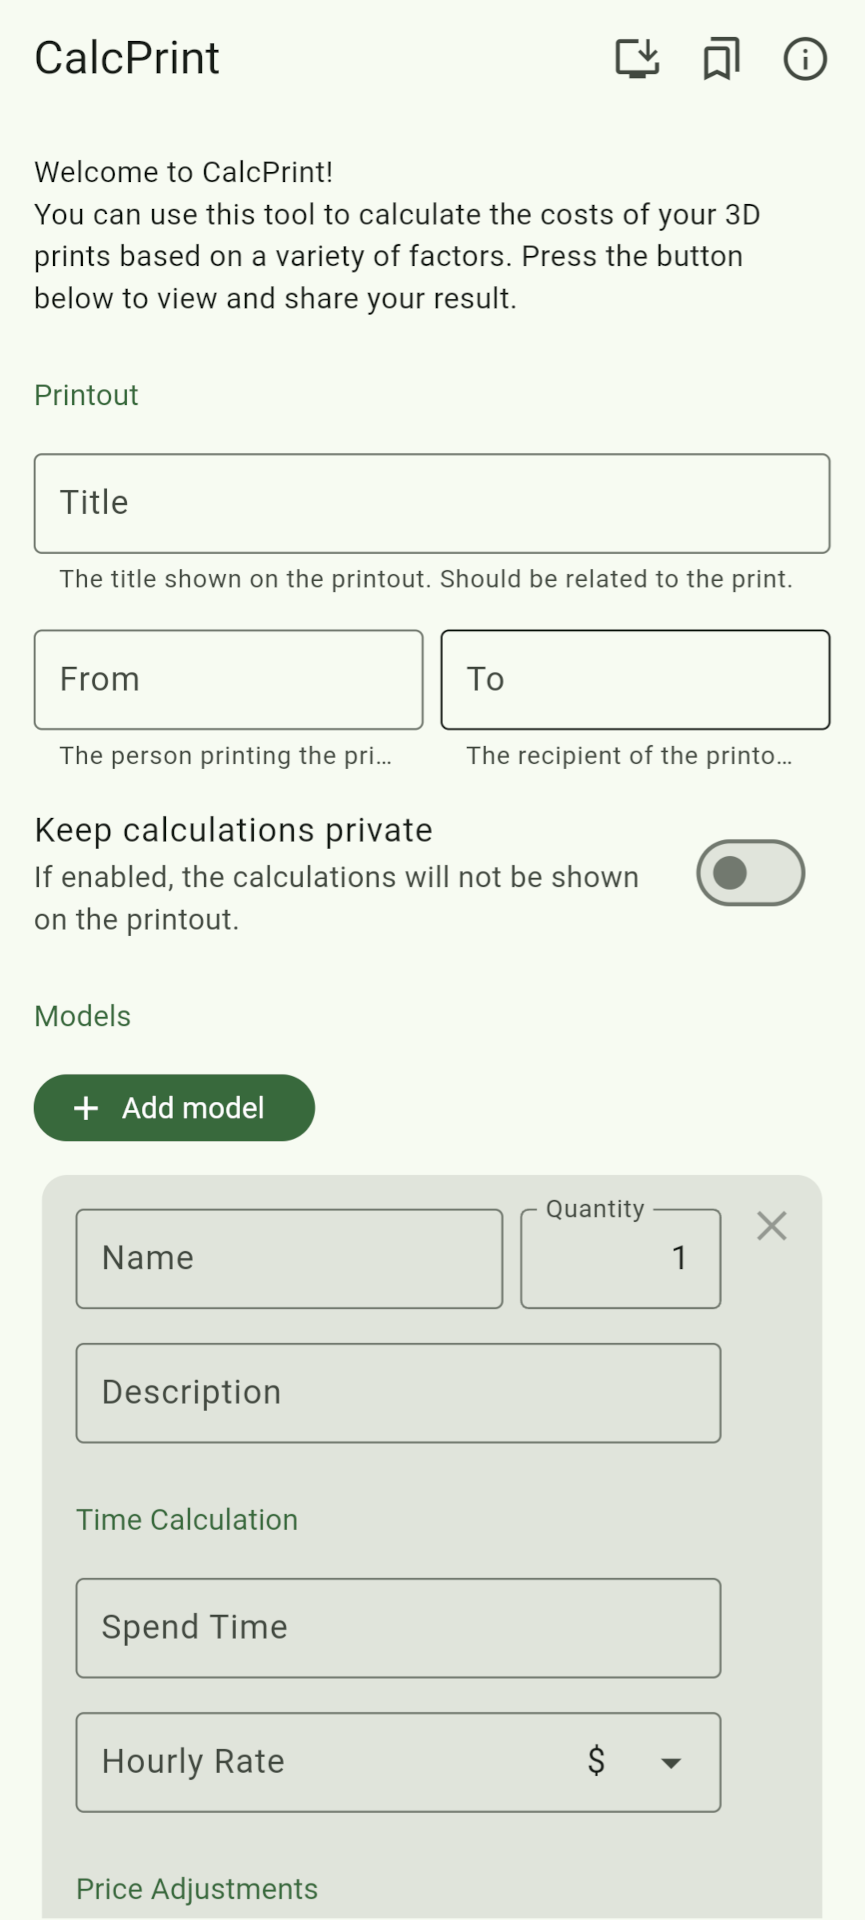 CalcPrint
Welcome to CalcPrint!
You can use this tool to calculate the costs of your 3D
prints based on a variety of factors. Press the button
below to view and share your result.
Printout
Title
The title shown on the printout. Should be related to the print.
From
To
The person printing the pri...
The recipient of the printo...
Keep calculations private
If enabled, the calculations will not be shown
on the printout.
Models
+ Add model
Quantity
Name
1
Description
Time Calculation
Spend Time
Hourly Rate $
Price Adjustments